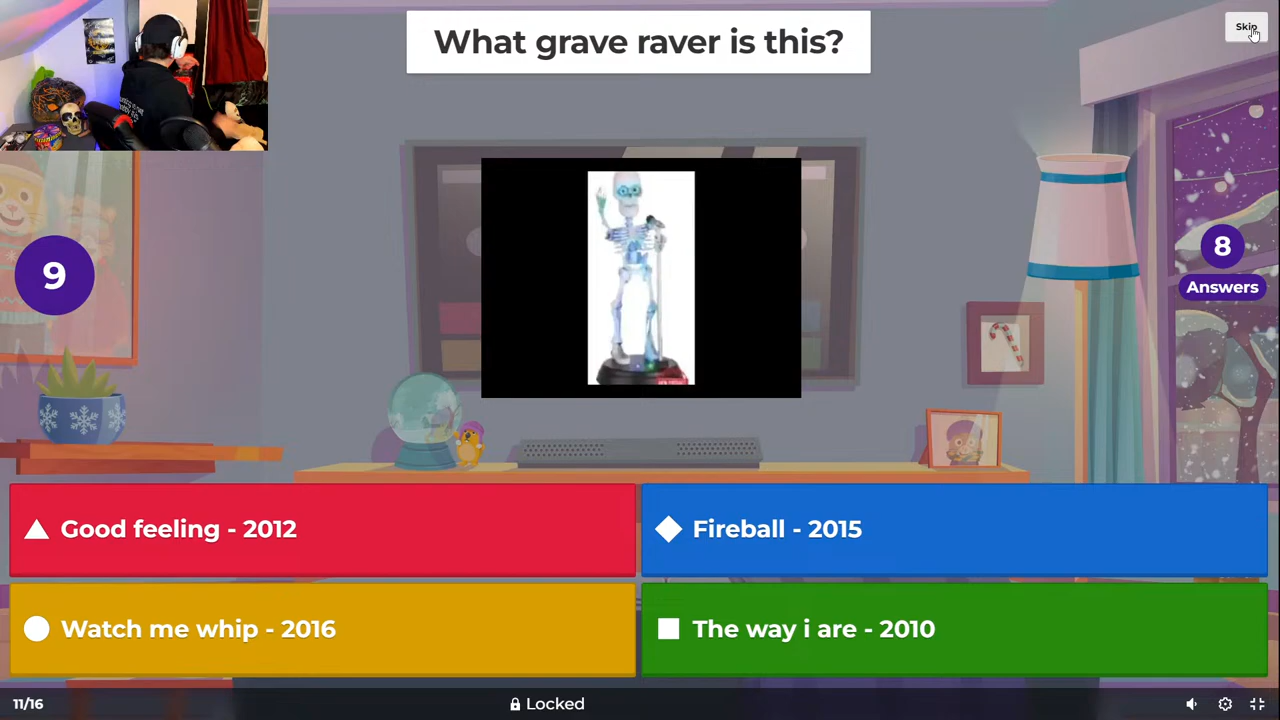 What grave raver is this?
Skip
9
8
Answers
Good feeling - 2012
Fireball - 2015
Watch me whip - 2016
The way i are - 2010
11/16
Locked